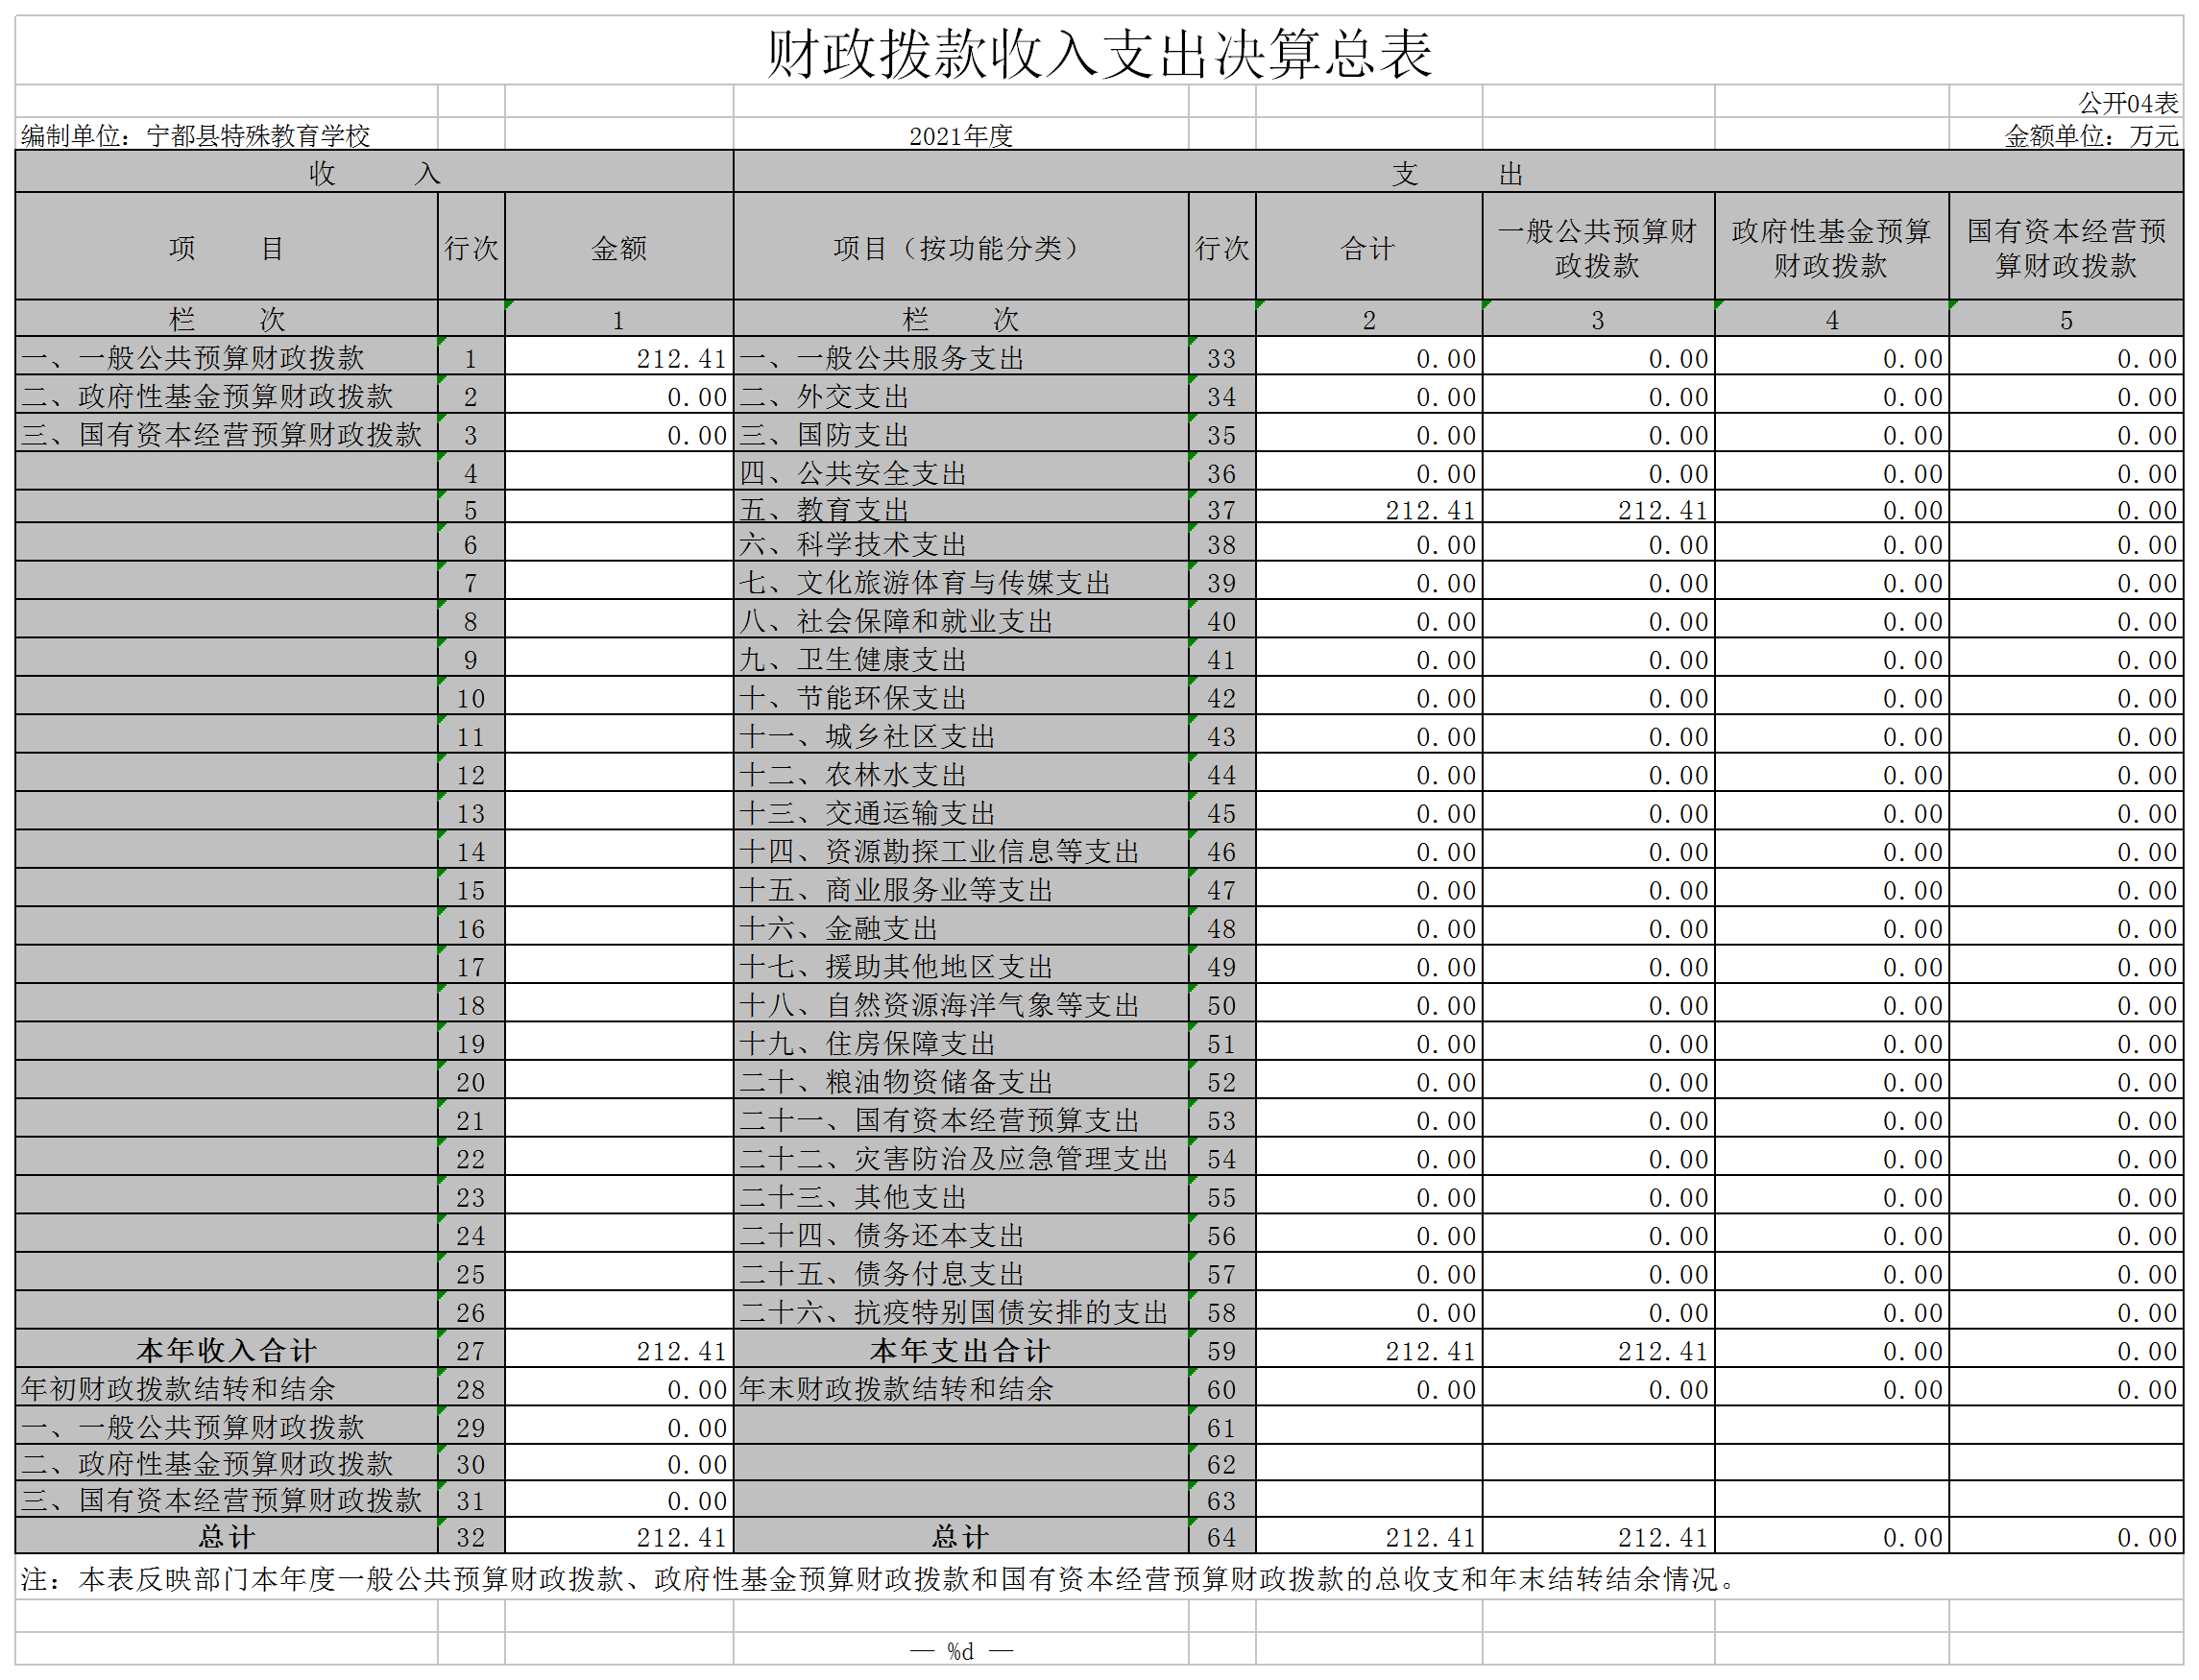 财政拨款收入支出决算总表
公开04表
编制单位：宁都县特殊教育学校 2021年度 金额单位：万元
收 入 支 出
项 目 行次 金额 项目（按功能分类） 行次 合计 一般公共预算财政拨款 政府性基金预算财政拨款 国有资本经营预算财政拨款
栏 次 1 栏 次 2 3 4 5
一、一般公共预算财政拨款 1 212.41 一、一般公共服务支出 33 0.00 0.00 0.00 0.00
二、政府性基金预算财政拨款 2 0.00 二、外交支出 34 0.00 0.00 0.00 0.00
三、国有资本经营预算财政拨款 3 0.00 三、国防支出 35 0.00 0.00 0.00 0.00
4 四、公共安全支出 36 0.00 0.00 0.00 0.00
5 五、教育支出 37 212.41 212.41 0.00 0.00
6 六、科学技术支出 38 0.00 0.00 0.00 0.00
7 七、文化旅游体育与传媒支出 39 0.00 0.00 0.00 0.00
8 八、社会保障和就业支出 40 0.00 0.00 0.00 0.00
9 九、卫生健康支出 41 0.00 0.00 0.00 0.00
10 十、节能环保支出 42 0.00 0.00 0.00 0.00
11 十一、城乡社区支出 43 0.00 0.00 0.00 0.00
12 十二、农林水支出 44 0.00 0.00 0.00 0.00
13 十三、交通运输支出 45 0.00 0.00 0.00 0.00
14 十四、资源勘探工业信息等支出 46 0.00 0.00 0.00 0.00
15 十五、商业服务业等支出 47 0.00 0.00 0.00 0.00
16 十六、金融支出 48 0.00 0.00 0.00 0.00
17 十七、援助其他地区支出 49 0.00 0.00 0.00 0.00
18 十八、自然资源海洋气象等支出 50 0.00 0.00 0.00 0.00
19 十九、住房保障支出 51 0.00 0.00 0.00 0.00
20 二十、粮油物资储备支出 52 0.00 0.00 0.00 0.00
21 二十一、国有资本经营预算支出 53 0.00 0.00 0.00 0.00
22 二十二、灾害防治及应急管理支出 54 0.00 0.00 0.00 0.00
23 二十三、其他支出 55 0.00 0.00 0.00 0.00
24 二十四、债务还本支出 56 0.00 0.00 0.00 0.00
25 二十五、债务付息支出 57 0.00 0.00 0.00 0.00
26 二十六、抗疫特别国债安排的支出 58 0.00 0.00 0.00 0.00
本年收入合计 27 212.41 本年支出合计 59 212.41 212.41 0.00 0.00
年初财政拨款结转和结余 28 0.00 年末财政拨款结转和结余 60 0.00 0.00 0.00 0.00
一、一般公共预算财政拨款 29 0.00 61
二、政府性基金预算财政拨款 30 0.00 62
三、国有资本经营预算财政拨款 31 0.00 63
总计 32 212.41 总计 64 212.41 212.41 0.00 0.00
注：本表反映部门本年度一般公共预算财政拨款、政府性基金预算财政拨款和国有资本经营预算财政拨款的总收支和年末结转结余情况。
— %d —